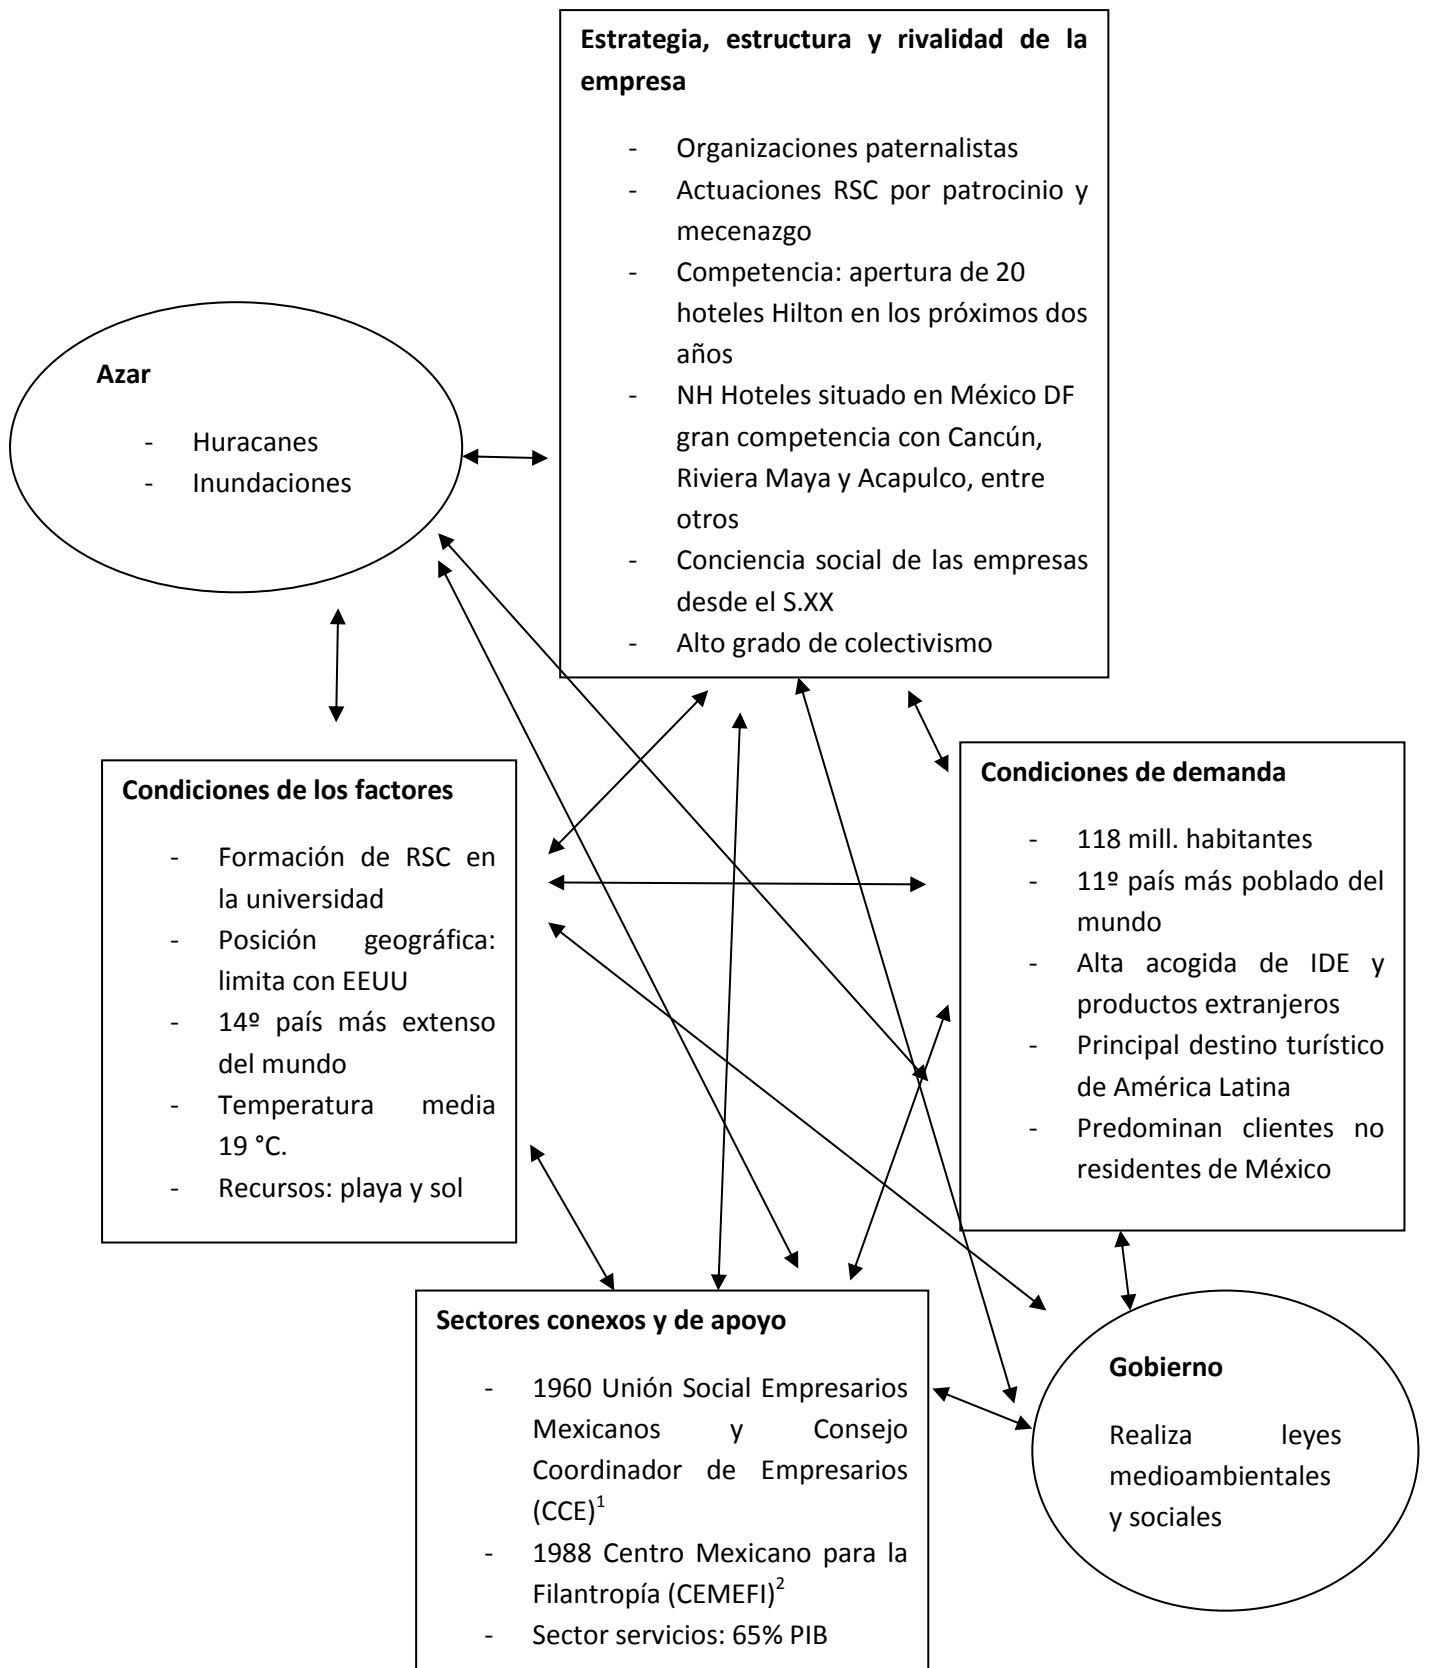 Estrategia, estructura y rivalidad de la
empresa
- Organizaciones paternalistas
- Actuaciones RSC por patrocinio y
mecenazgo
- Competencia: apertura de 20
hoteles Hilton en los próximos dos
años
- NH Hoteles situado en México DF
gran competencia con Cancún,
Riviera Maya y Acapulco, entre
otros
- Conciencia social de las empresas
desde el S.XX
- Alto grado de colectivismo
Azar
- Huracanes
- Inundaciones
Condiciones de los factores
- Formación de RSC en
la universidad
- Posición geográfica:
limita con EEUU
- 14º país más extenso
del mundo
- Temperatura media
19 °C.
- Recursos: playa y sol
Condiciones de demanda
- 118 mill. habitantes
- 11º país más poblado del
mundo
- Alta acogida de IDE y
productos extranjeros
- Principal destino turístico
de América Latina
- Predominan clientes no
residentes de México
Sectores conexos y de apoyo
- 1960 Unión Social Empresarios
Mexicanos y Consejo
Coordinador de Empresarios
(CCE)1
- 1988 Centro Mexicano para la
Filantropía (CEMEFI)2
- Sector servicios: 65% PIB
Gobierno
Realiza leyes
medioambientales
y sociales